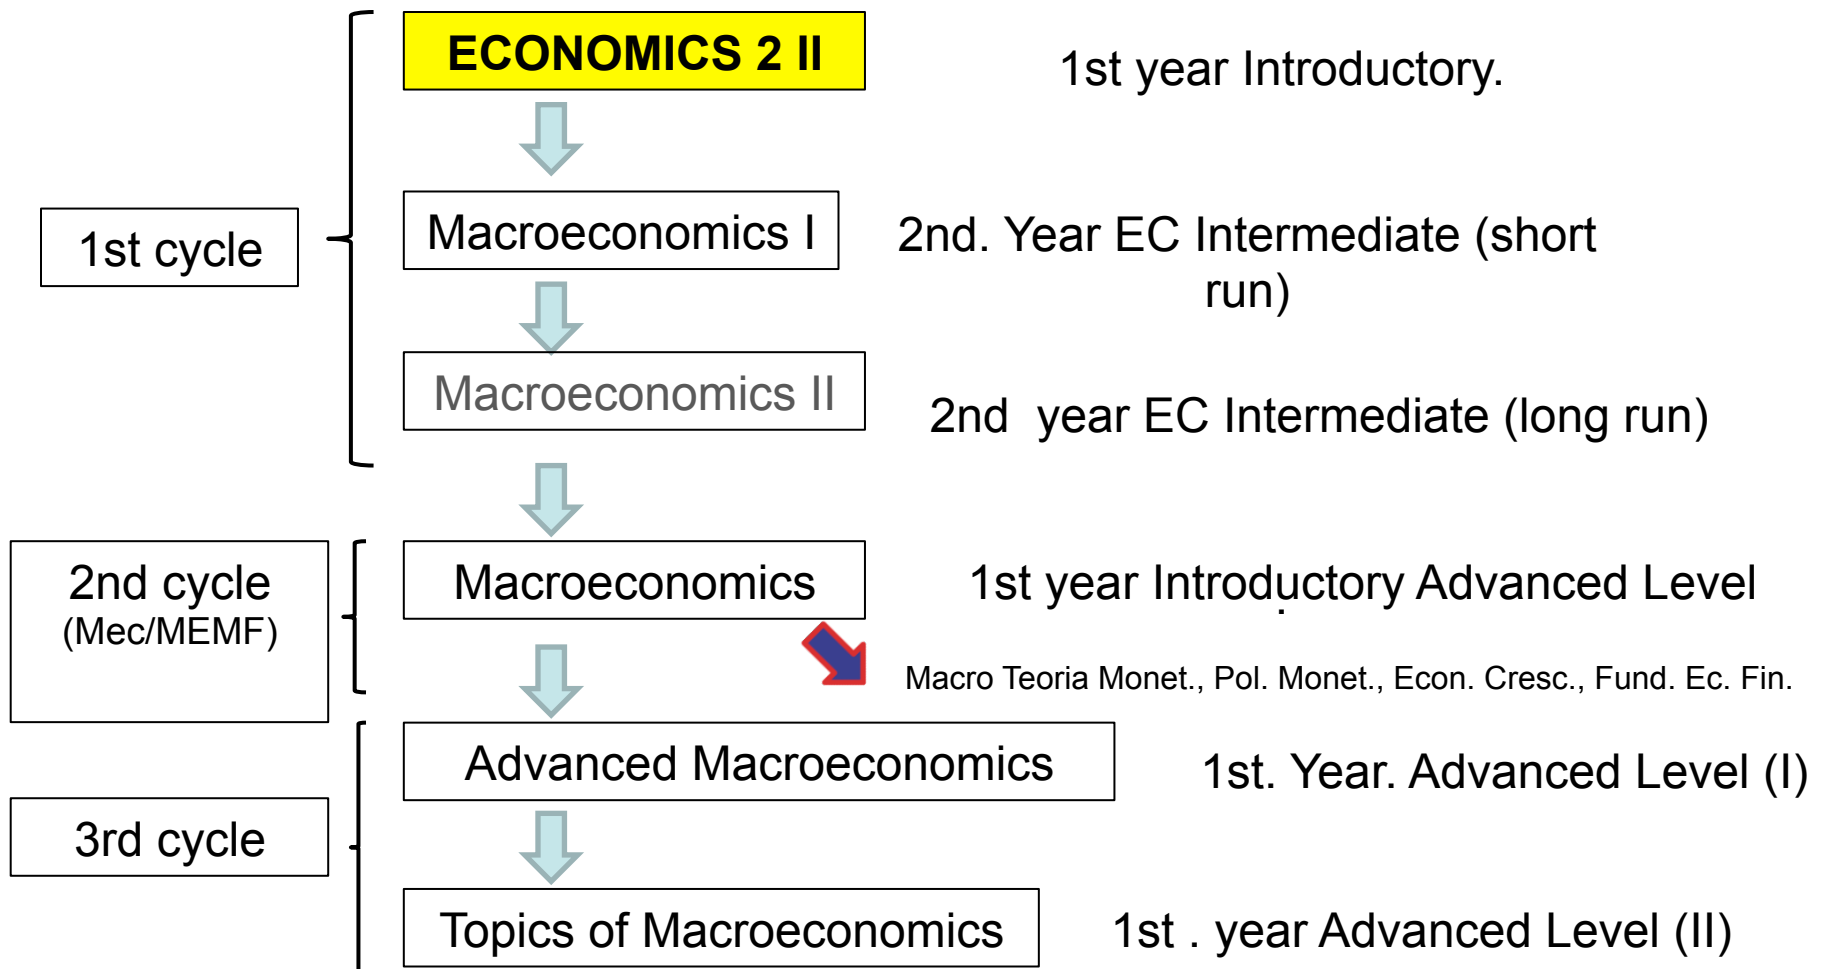 ECONOMICS 2 II
1st year Introductory.
1st cycle
Macroeconomics I
2nd. Year EC Intermediate (short
run)
Macroeconomics II
2nd  year EC Intermediate (long run)
2nd cycle
(Mec/MEMF)
Macroeconomics
1st year Introductory Advanced Level
.
Macro Teoria Monet., Pol. Monet., Econ. Cresc., Fund. Ec. Fin.
Advanced Macroeconomics
1st. Year. Advanced Level (I)
3rd cycle
Topics of Macroeconomics
1st . year Advanced Level (II)